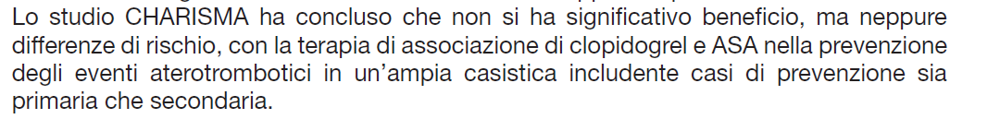 Lo studio CHARISMA ha concluso che non si ha significativo beneficio, ma neppure
differenze di rischio, con la terapia di associazione di clopidogrel e ASA nella prevenzione
degli eventi aterotrombotici in un’ampia casistica includente casi di prevenzione sia
primaria che secondaria.